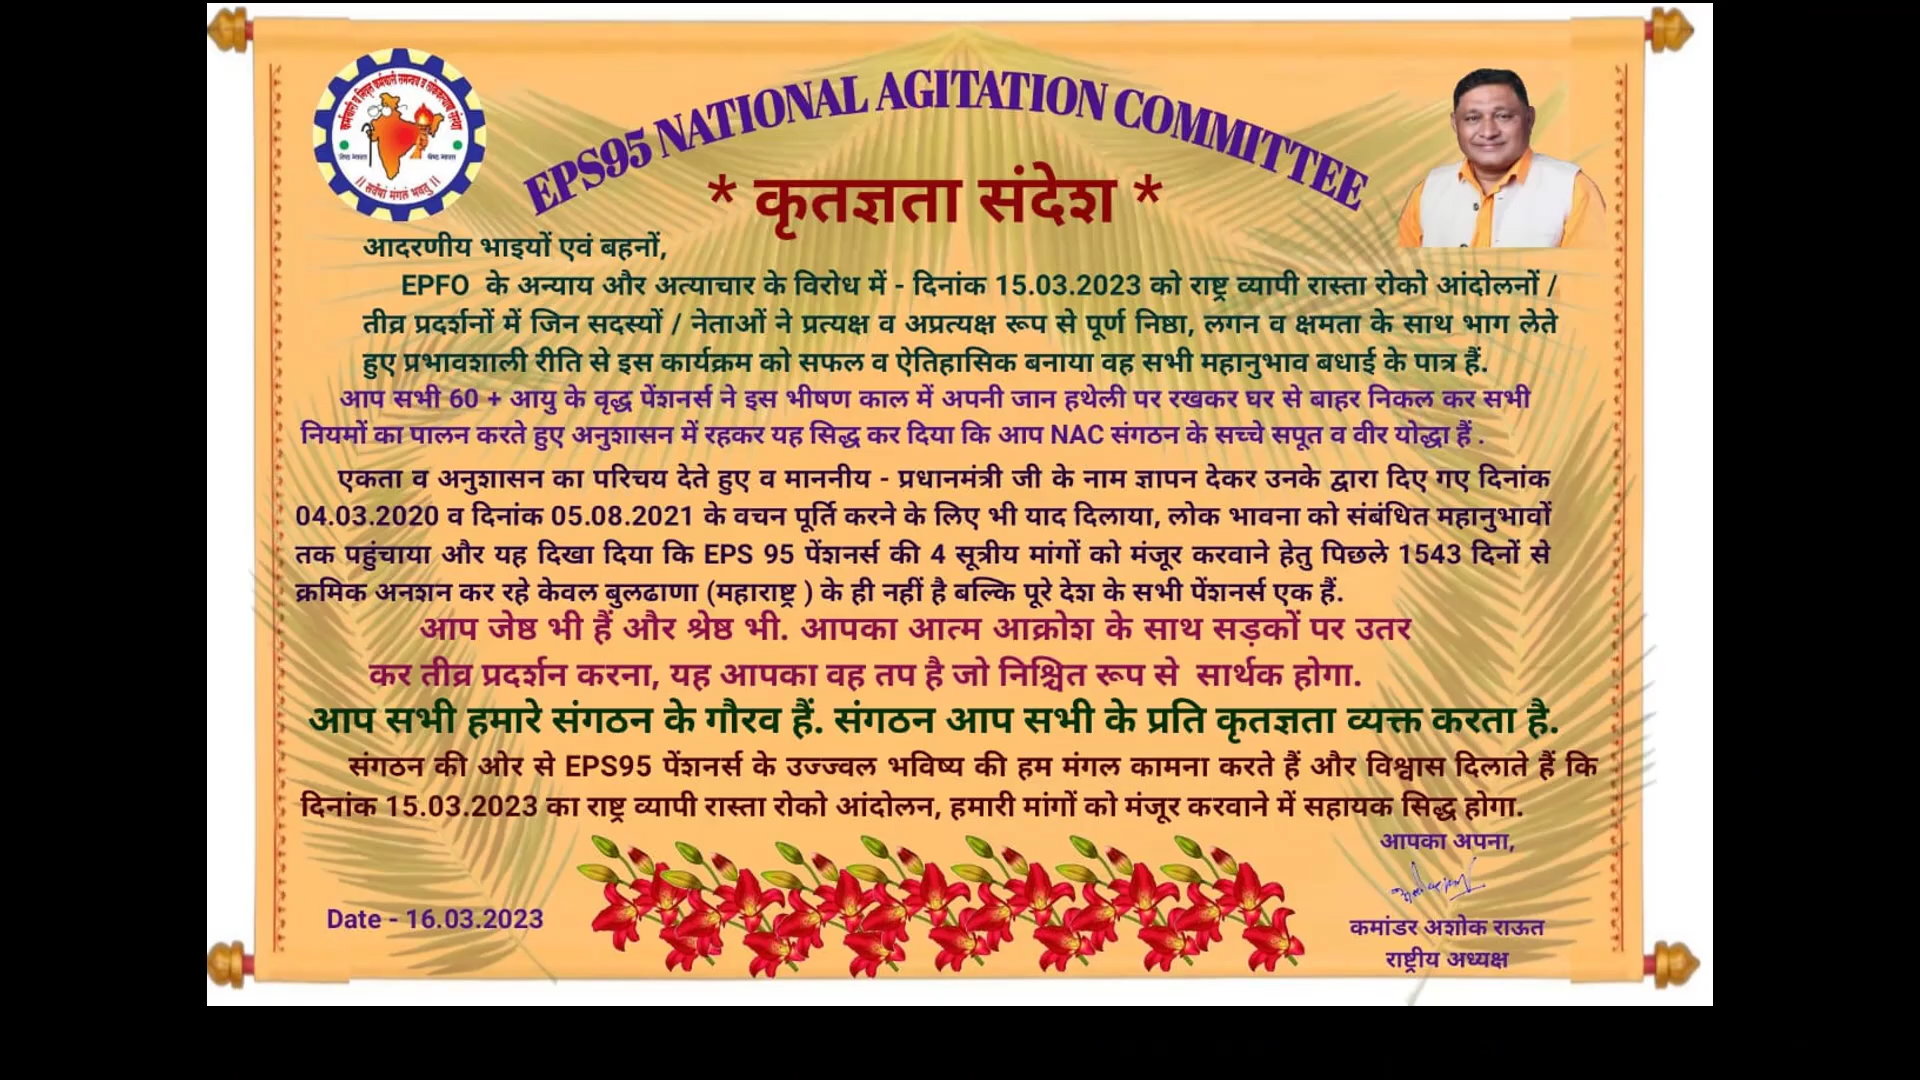 EPS95 NATIONAL AGITATION COMMITTEE
* कृतज्ञता संदेश *
आदरणीय भाइयों एवं बहनों,
EPFO के अन्याय और अत्याचार के विरोध में - दिनांक 15.03.2023 को राष्ट्र व्यापी रास्ता रोको आंदोलनों /
तीव्र प्रदर्शनों में जिन सदस्यों / नेताओं ने प्रत्यक्ष व अप्रत्यक्ष रूप से पूर्ण निष्ठा, लगन व क्षमता के साथ भाग लेते
हुए प्रभावशाली रीति से इस कार्यक्रम को सफल व ऐतिहासिक बनाया वह सभी महानुभाव बधाई के पात्र हैं.
आप सभी 60 + आयु के वृद्ध पेंशनर्स ने इस भीषण काल में अपनी जान हथेली पर रखकर घर से बाहर निकल कर सभी
नियमों का पालन करते हुए अनुशासन में रहकर यह सिद्ध कर दिया कि आप NAC संगठन के सच्चे सपूत व वीर योद्धा हैं .
एकता व अनुशासन का परिचय देते हुए व माननीय - प्रधानमंत्री जी के नाम ज्ञापन देकर उनके द्वारा दिए गए दिनांक
04.03.2020 व दिनांक 05.08.2021 के वचन पूर्ति करने के लिए भी याद दिलाया, लोक भावना को संबंधित महानुभावों
तक पहुंचाया और यह दिखा दिया कि EPS 95 पेंशनर्स की 4 सूत्रीय मांगों को मंजूर करवाने हेतु पिछले 1543 दिनों से
क्रमिक अनशन कर रहे केवल बुलढाणा (महाराष्ट्र ) के ही नहीं है बल्कि पूरे देश के सभी पेंशनर्स एक हैं.
आप जेष्ठ भी हैं और श्रेष्ठ भी. आपका आत्म आक्रोश के साथ सड़कों पर उतर
कर तीव्र प्रदर्शन करना, यह आपका वह तप है जो निश्चित रूप से सार्थक होगा.
आप सभी हमारे संगठन के गौरव हैं. संगठन आप सभी के प्रति कृतज्ञता व्यक्त करता है.
संगठन की ओर से EPS95 पेंशनर्स के उज्ज्वल भविष्य की हम मंगल कामना करते हैं और विश्वास दिलाते हैं कि
दिनांक 15.03.2023 का राष्ट्र व्यापी रास्ता रोको आंदोलन, हमारी मांगों को मंजूर करवाने में सहायक सिद्ध होगा.
आपका अपना,
Date - 16.03.2023
कमांडर अशोक राऊत
राष्ट्रीय अध्यक्ष
|| सर्वेषां मंगलं भवतु ||